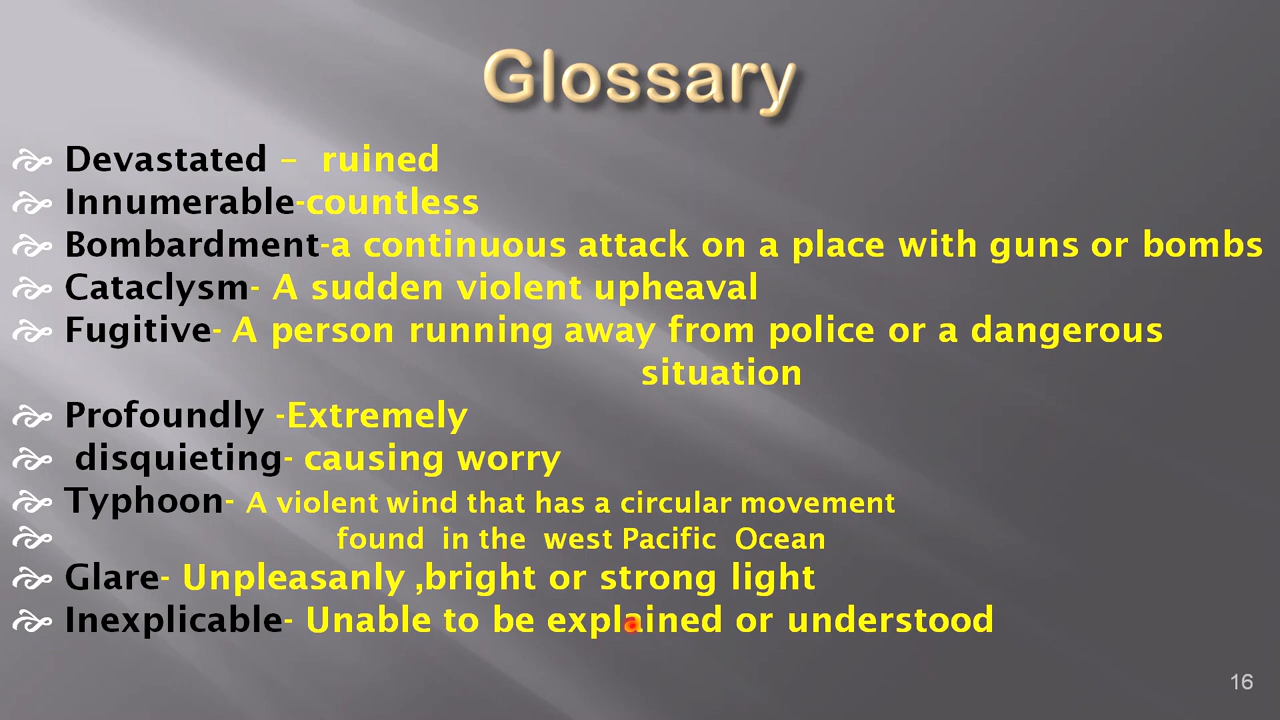 Glossary
Devastated – ruined
Innumerable-countless
Bombardment-a continuous attack on a place with guns or bombs
Cataclysm- A sudden violent upheaval
Fugitive- A person running away from police or a dangerous
situation
Profoundly -Extremely
disquieting- causing worry
Typhoon- A violent wind that has a circular movement
found in the west Pacific Ocean
Glare- Unpleasanly ,bright or strong light
Inexplicable- Unable to be explained or understood
16